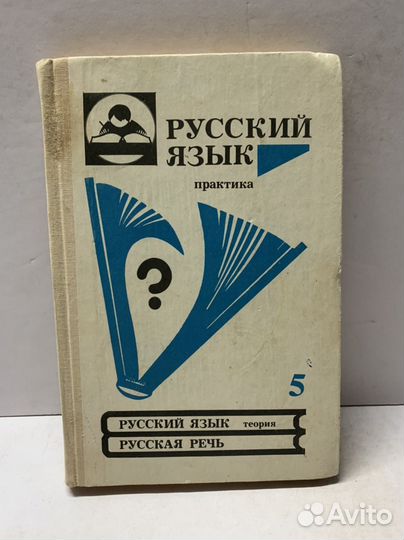 РУССКИЙ
ЯЗЫК
практика
?
5
РУССКИЙ ЯЗЫК теория
РУССКАЯ РЕЧЬ
Avito